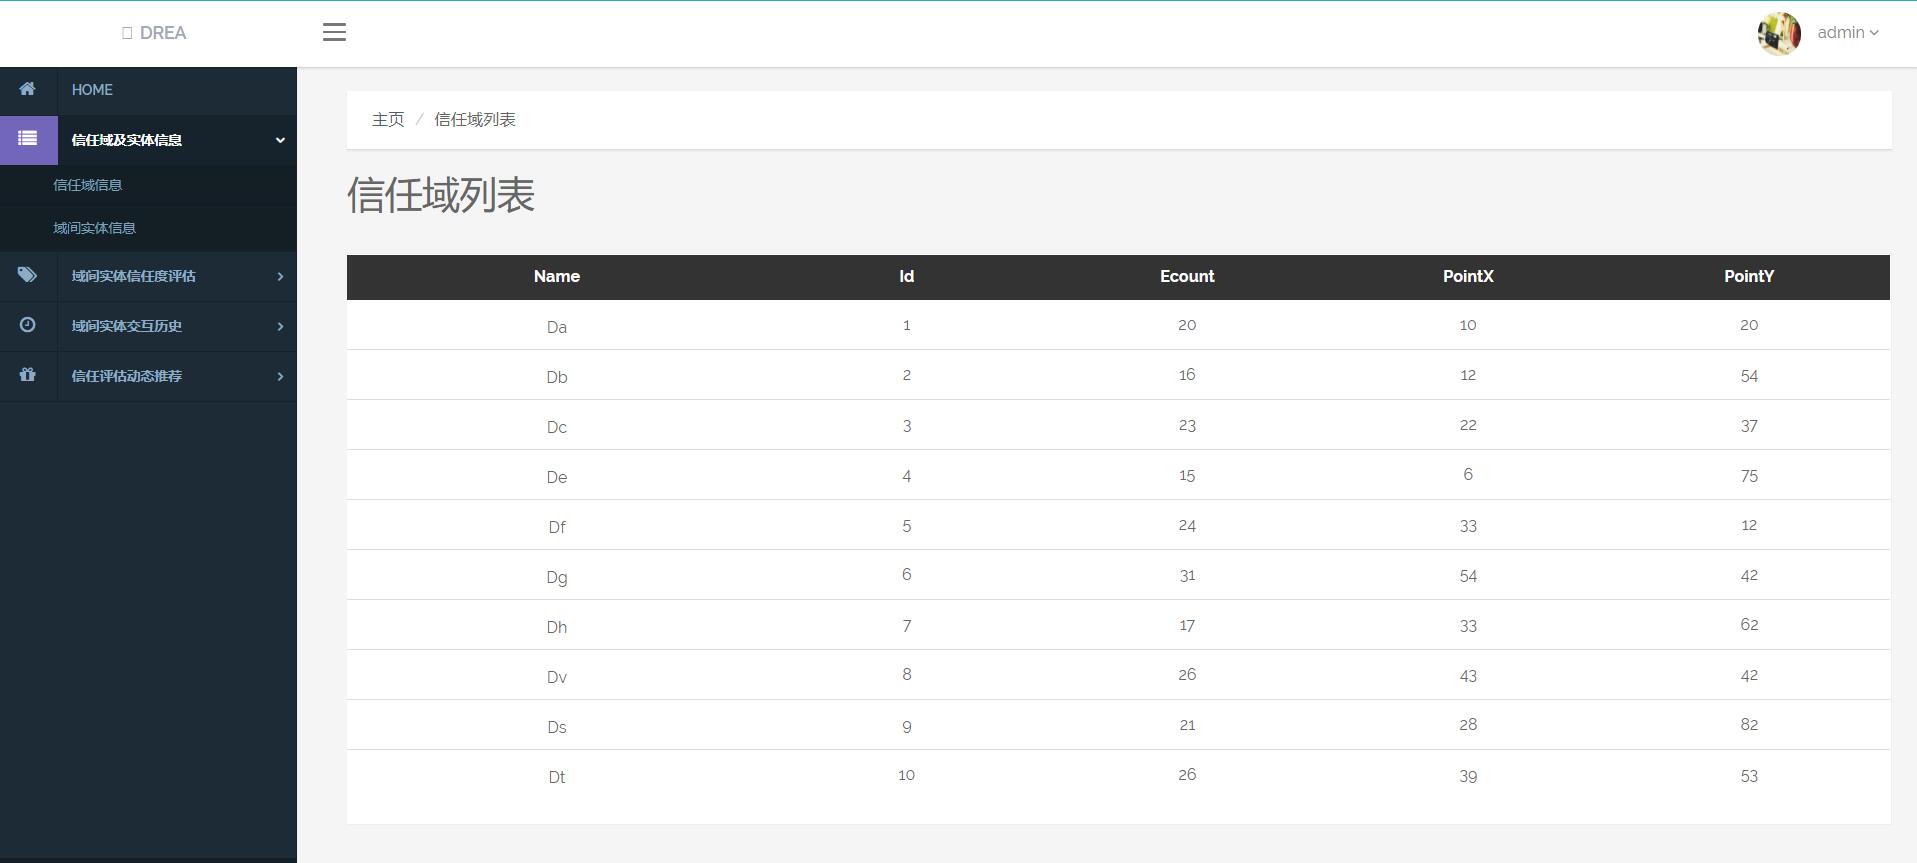 DREA
admin
HOME
信任域及实体信息
信任域信息
域间实体信息
域间实体信任度评估
域间实体交互历史
信任评估动态推荐
主页 / 信任域列表
信任域列表
Name Id Ecount PointX PointY
Da 1 20 10 20
Db 2 16 12 54
Dc 3 23 22 37
De 4 15 6 75
Df 5 24 33 12
Dg 6 31 54 42
Dh 7 17 33 62
Dv 8 26 43 42
Ds 9 21 28 82
Dt 10 26 39 53